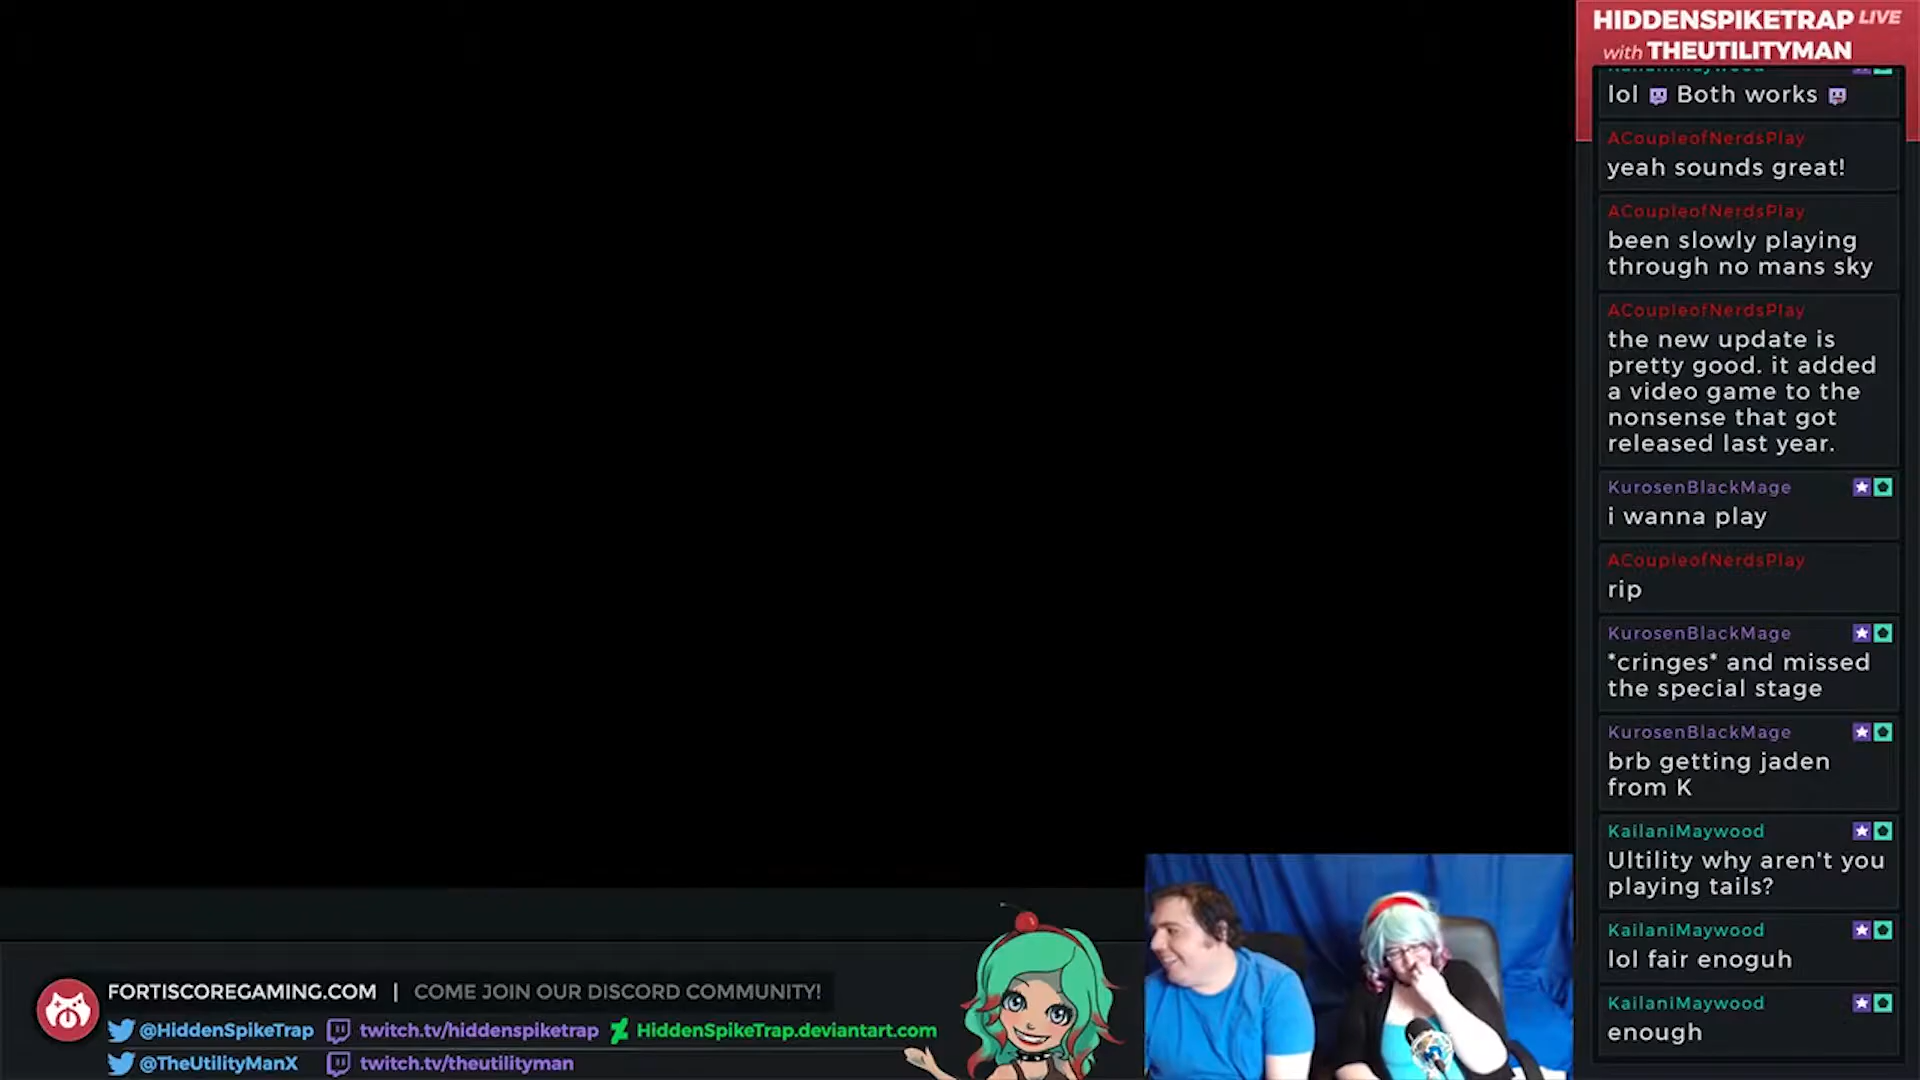 HIDDENSPIKETRAP LIVE
with THEUTILITYMAN
KailaniMaywood
lol Both works
ACoupleofNerdsPlay
yeah sounds great!
ACoupleofNerdsPlay
been slowly playing
through no mans sky
ACoupleofNerdsPlay
the new update is
pretty good. it added
a video game to the
nonsense that got
released last year.
KurosenBlackMage
i wanna play
ACoupleofNerdsPlay
rip
KurosenBlackMage
*cringes* and missed
the special stage
KurosenBlackMage
brb getting jaden
from K
KailaniMaywood
Ultility why aren't you
playing tails?
KailaniMaywood
lol fair enoguh
KailaniMaywood
enough
FORTISCOREGAMING.COM | COME JOIN OUR DISCORD COMMUNITY!
@HiddenSpikeTrap twitch.tv/hiddenspiketrap HiddenSpikeTrap.deviantart.com
@TheUtilityManX twitch.tv/theutilityman